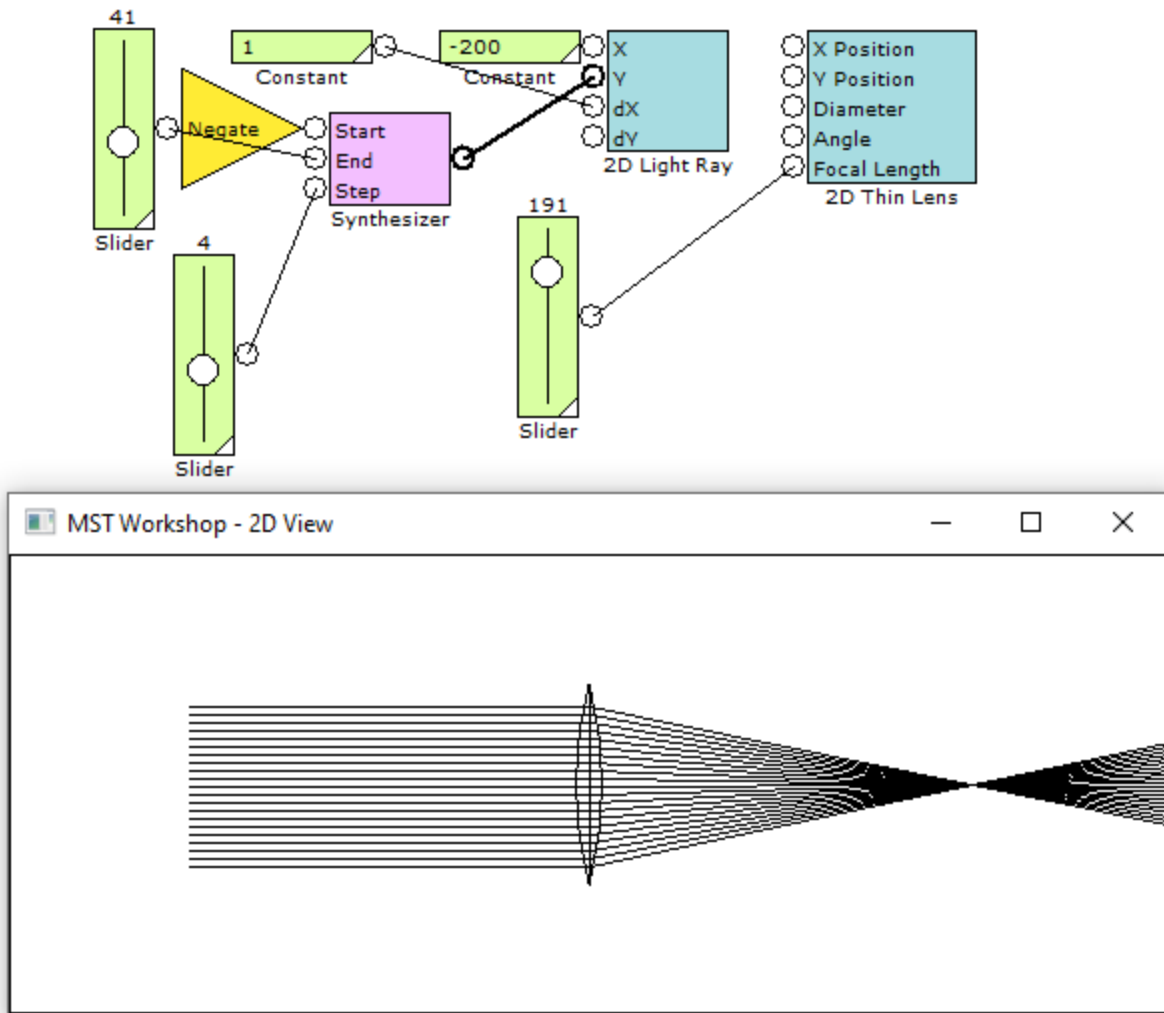 41
1
Constant
-200
Constant
X
Y
dX
dY
2D Light Ray
X Position
Y Position
Diameter
Angle
Focal Length
2D Thin Lens
Negate
Start
End
Step
Synthesizer
Slider
4
Slider
191
Slider
MST Workshop - 2D View